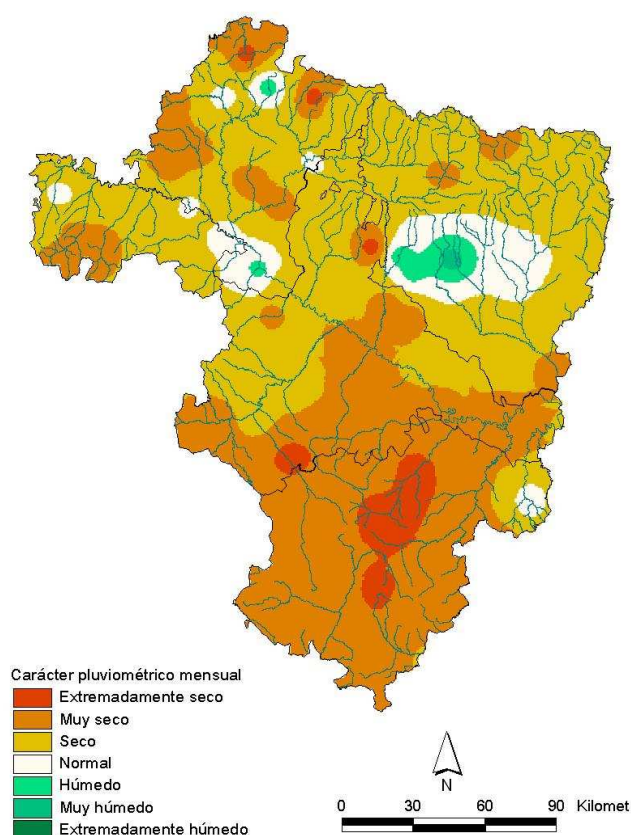 Carácter pluviométrico mensual
Extremadamente seco
Muy seco
Seco
Normal
Húmedo
Muy húmedo
Extremadamente húmedo
N
0 30 60 90 Kilomet